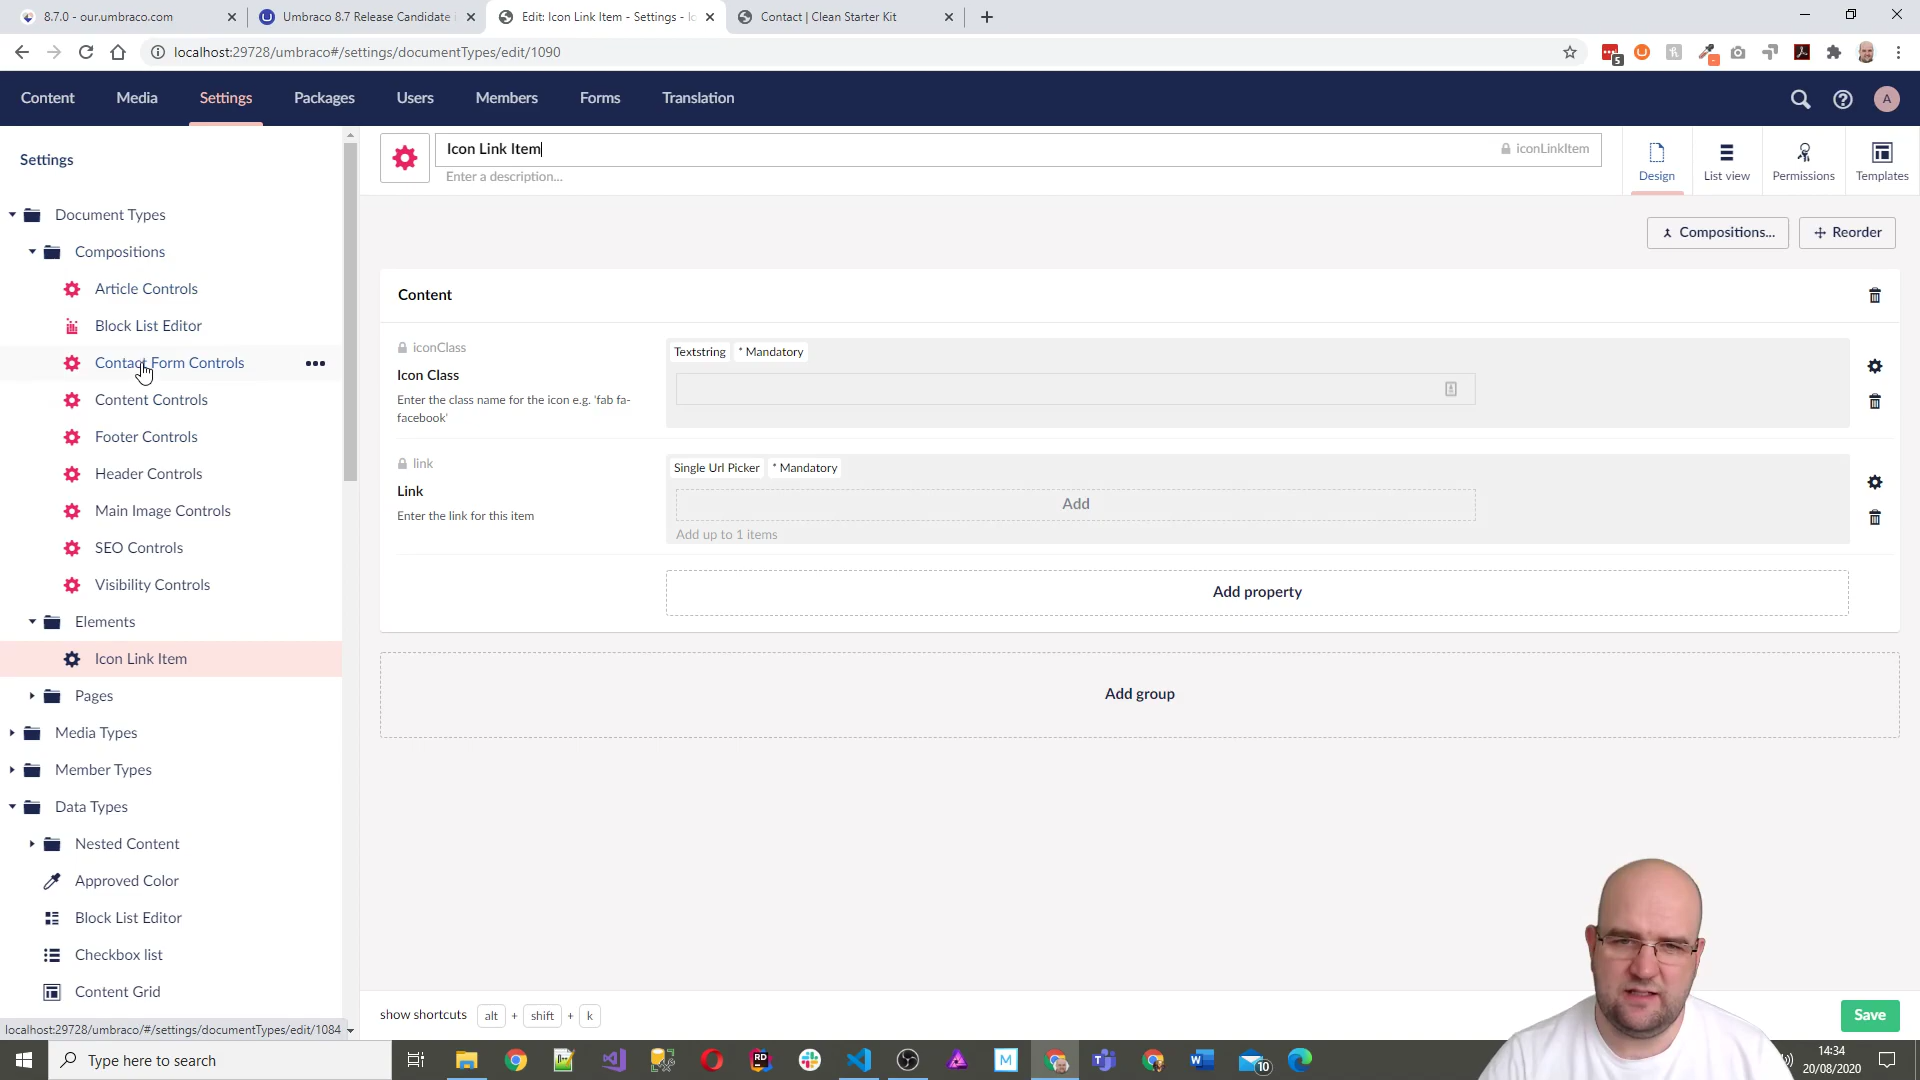 8.7.0 - our.umbraco.com
Umbraco 8.7 Release Candidate
Edit: Icon Link Item - Settings - lo
Contact | Clean Starter Kit
localhost:29728/umbraco#/settings/documentTypes/edit/1090
5
Content
Media
Settings
Packages
Users
Members
Forms
Translation
A
Settings
Document Types
Compositions
Article Controls
Block List Editor
Contact Form Controls
Content Controls
Footer Controls
Header Controls
Main Image Controls
SEO Controls
Visibility Controls
Elements
Icon Link Item
Pages
Media Types
Member Types
Data Types
Nested Content
Approved Color
Block List Editor
Checkbox list
Content Grid
localhost:29728/umbraco/#/settings/documentTypes/edit/1084
Icon Link Item
iconLinkItem
Enter a description...
Design
List view
Permissions
Templates
Compositions...
Reorder
Content
iconClass
Icon Class
Enter the class name for the icon e.g. 'fab fa-
facebook'
Textstring
* Mandatory
link
Link
Enter the link for this item
Single Url Picker
* Mandatory
Add
Add up to 1 items
Add property
Add group
show shortcuts alt + shift + k
Save
Type here to search
RD
M
10
14:34
20/08/2020